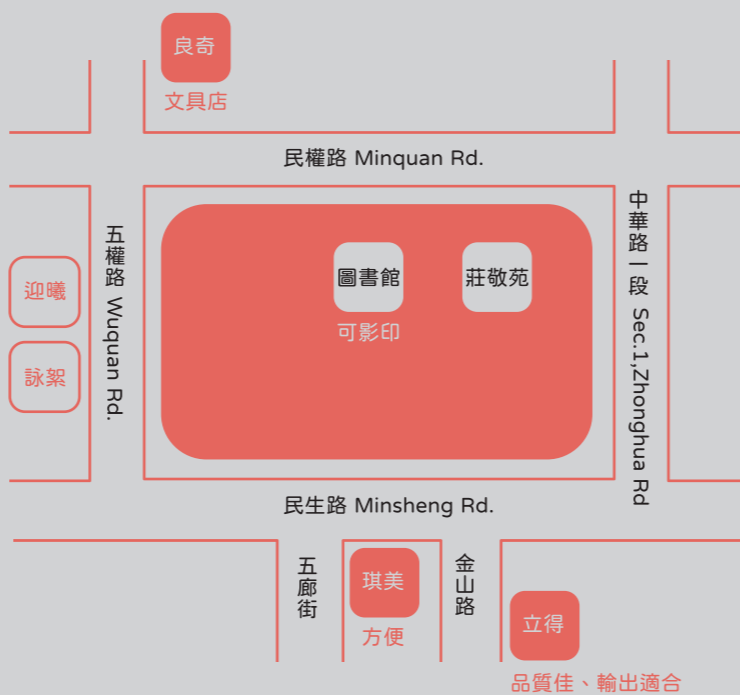 良奇
文具店
民權路 Minquan Rd.
五權路 Wuquan Rd.
中華路一段 Sec.1,Zhonghua Rd
迎曦
詠絮
圖書館
可影印
莊敬苑
民生路 Minsheng Rd.
五廊街
琪美
方便
金山路
立得
品質佳、輸出適合